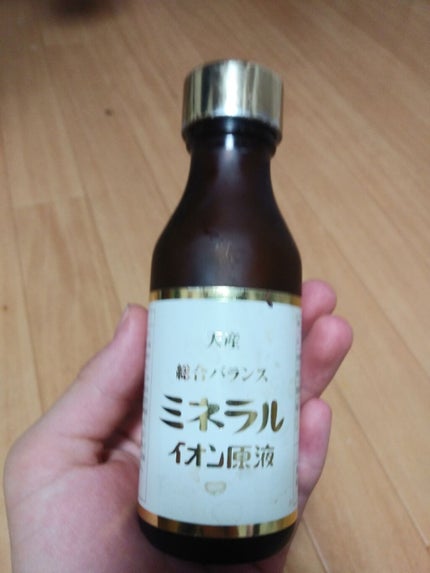 天産
総合バランス
ミネラル
イオン原液